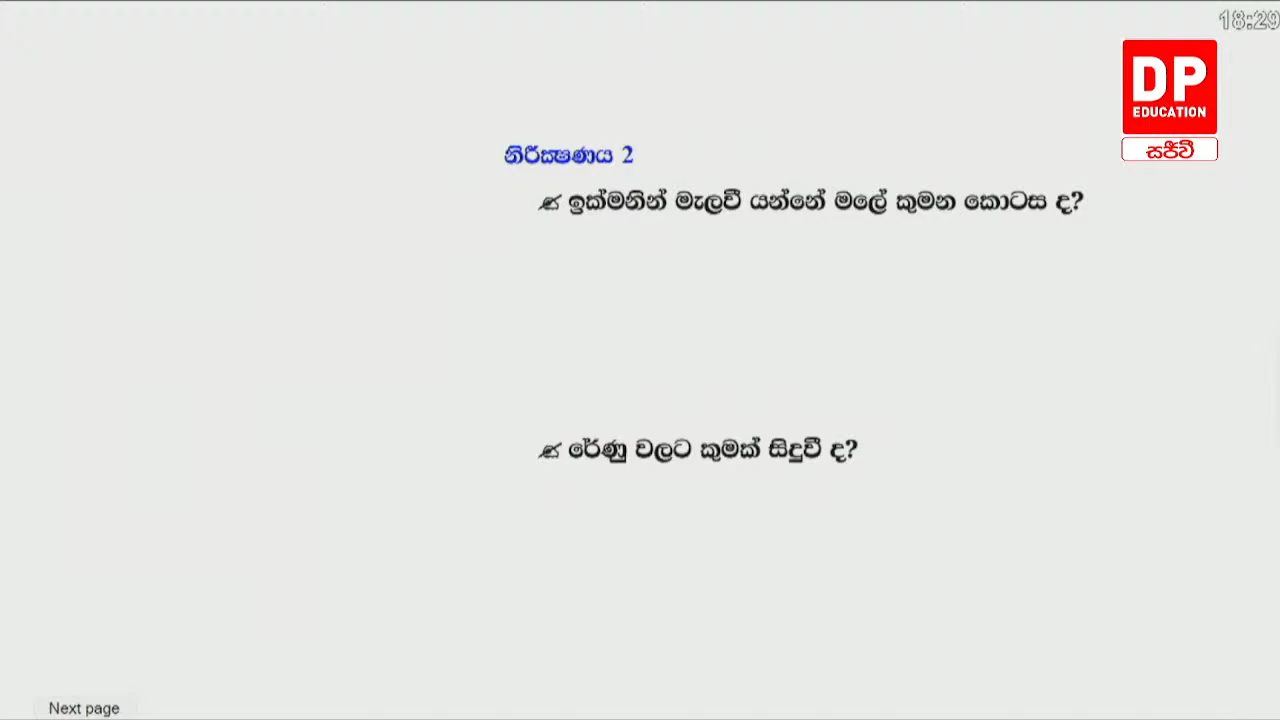 18:29
DP
EDUCATION
සජීවී
නිරීක්‍ෂණය 2
ඉක්මනින් මැලවී යන්නේ මලේ කුමන කොටස ද?
රේණු වලට කුමක් සිදුවී ද?
Next page